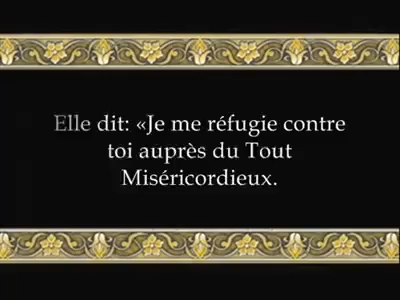 Elle dit: «Je me réfugie contre
toi auprès du Tout
Miséricordieux.